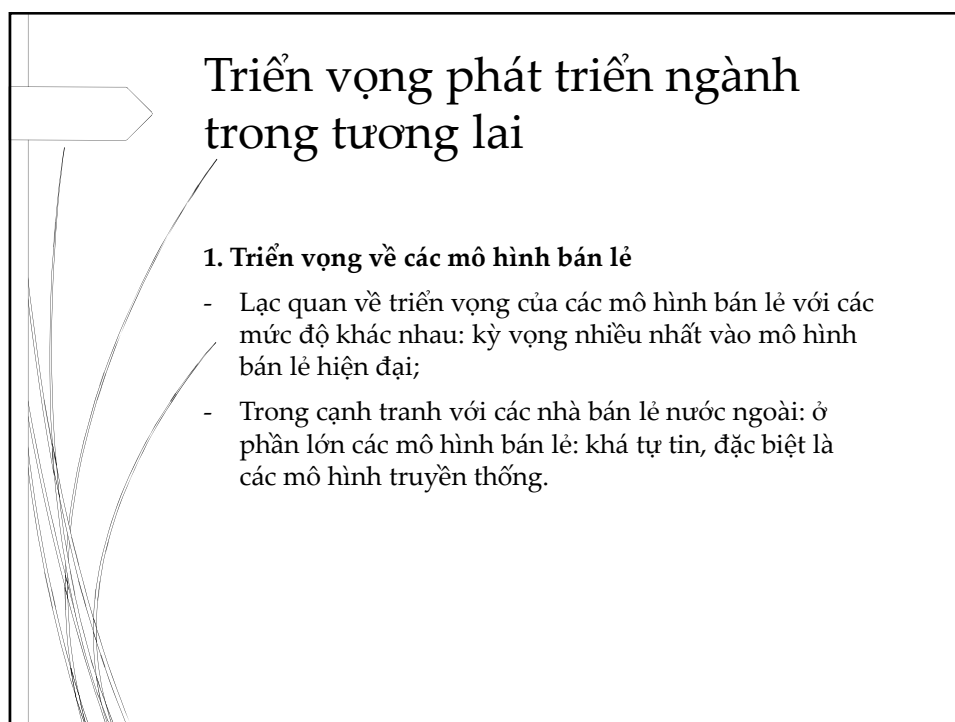 Triển vọng phát triển ngành
trong tương lai
1. Triển vọng về các mô hình bán lẻ
- Lạc quan về triển vọng của các mô hình bán lẻ với các
mức độ khác nhau: kỳ vọng nhiều nhất vào mô hình
bán lẻ hiện đại;
- Trong cạnh tranh với các nhà bán lẻ nước ngoài: ở
phần lớn các mô hình bán lẻ: khá tự tin, đặc biệt là
các mô hình truyền thống.